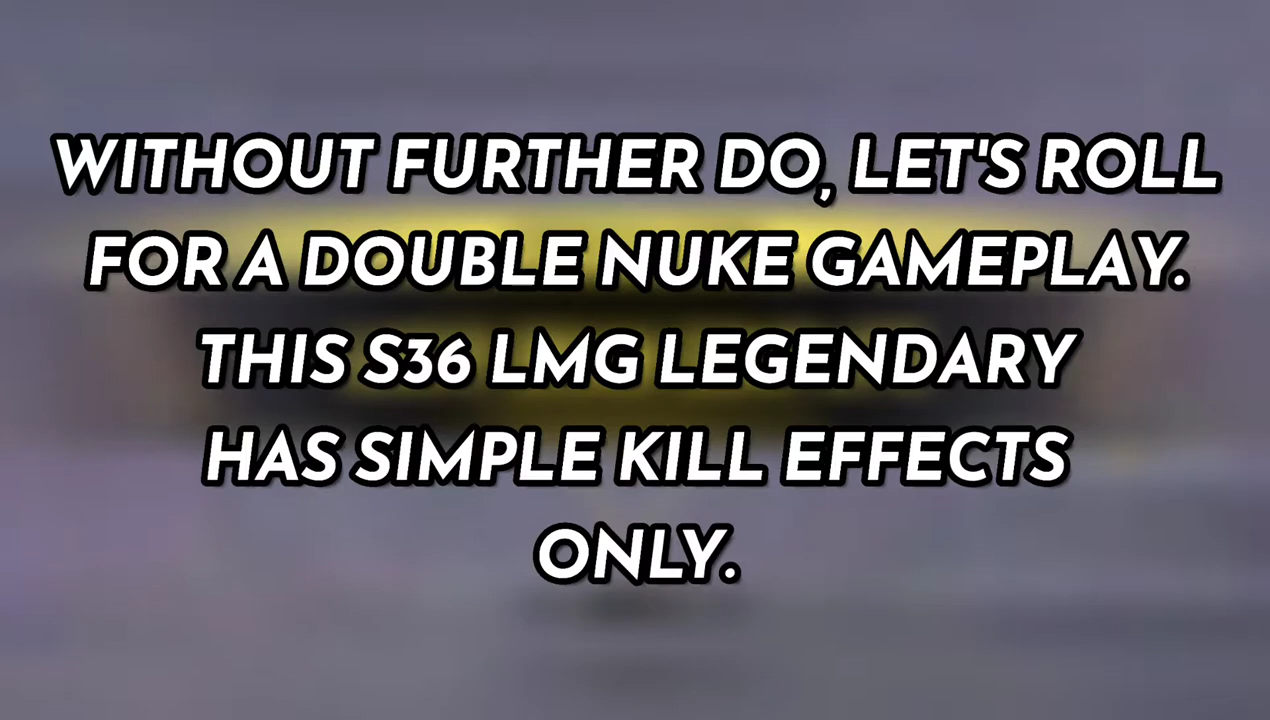 WITHOUT FURTHER DO, LET'S ROLL
FOR A DOUBLE NUKE GAMEPLAY.
THIS S36 LMG LEGENDARY
HAS SIMPLE KILL EFFECTS
ONLY.